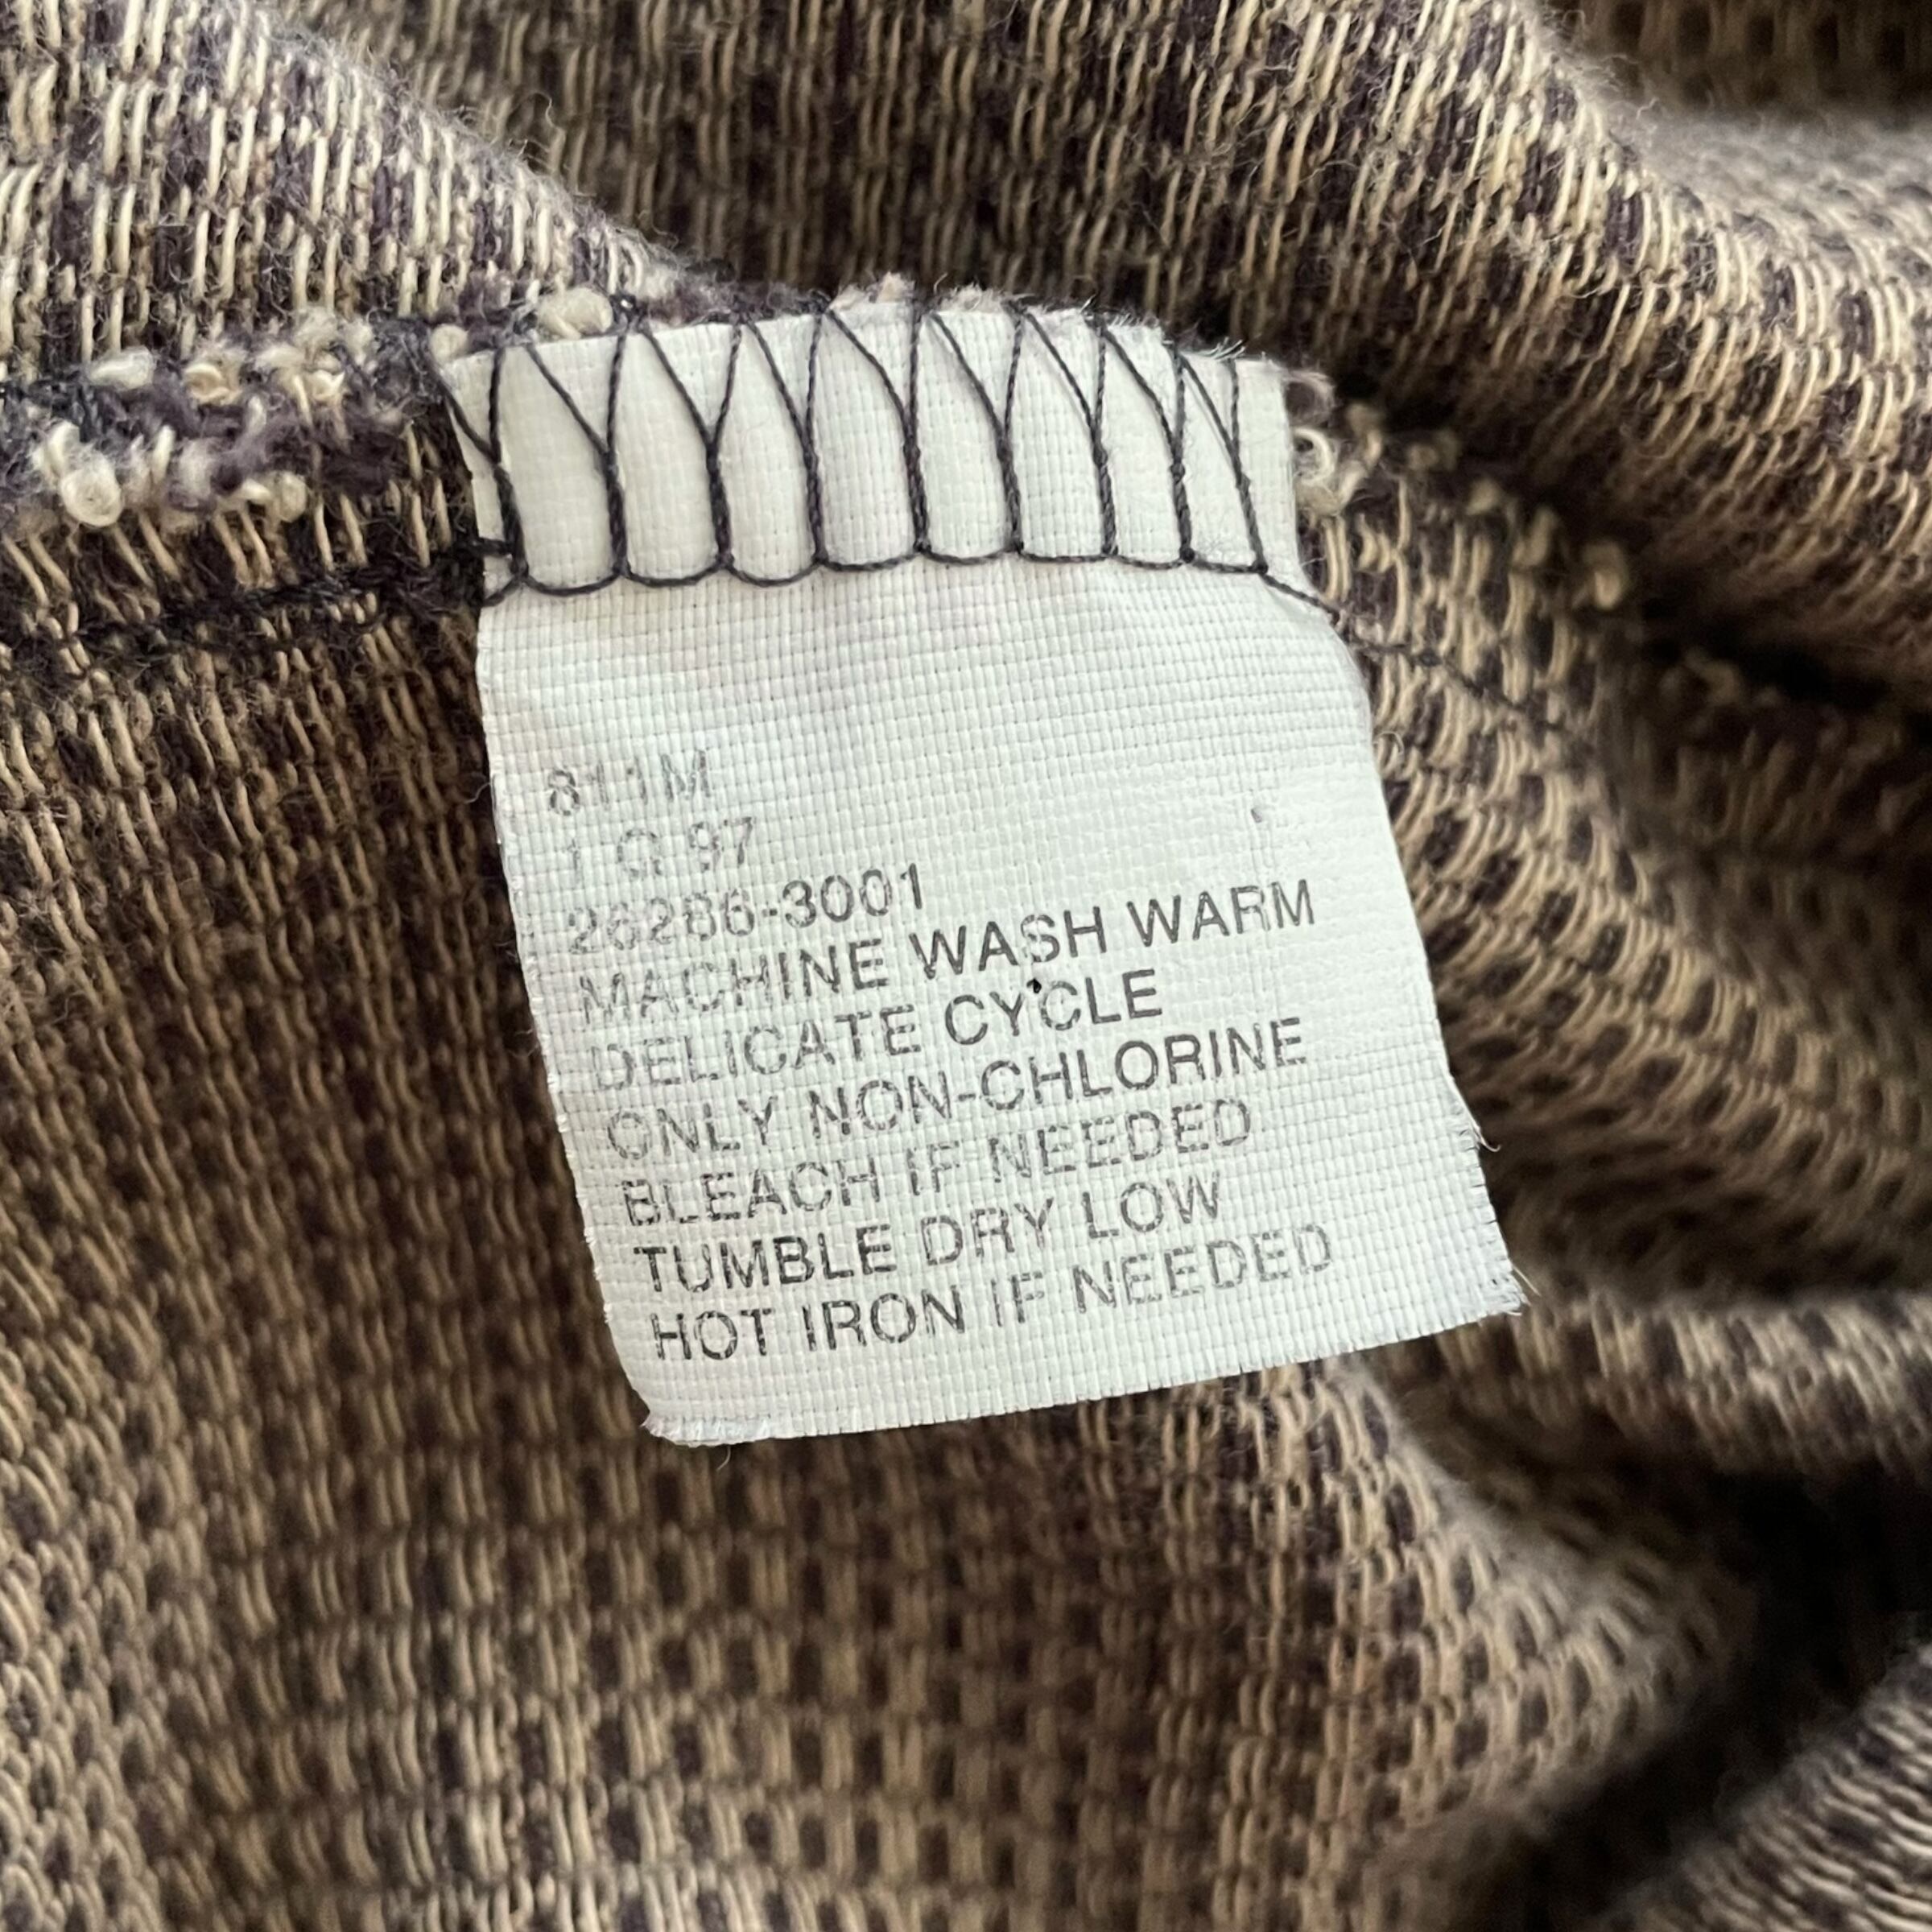 811M
1 Q 97
26286-3001
MACHINE WASH WARM
DELICATE CYCLE
ONLY NON-CHLORINE
BLEACH IF NEEDED
TUMBLE DRY LOW
HOT IRON IF NEEDED